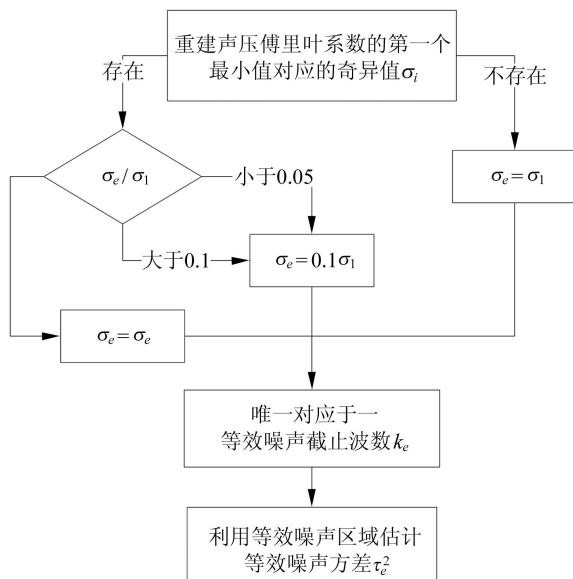 重建声压傅里叶系数的第一个
最小值对应的奇异值σᵢ
存在
不存在
σₑ/σ₁
小于0.05
σₑ=σ₁
大于0.1
σₑ=0.1σ₁
σₑ=σₑ
唯一对应于一
等效噪声截止波数kₑ
利用等效噪声区域估计
等效噪声方差τₑ²